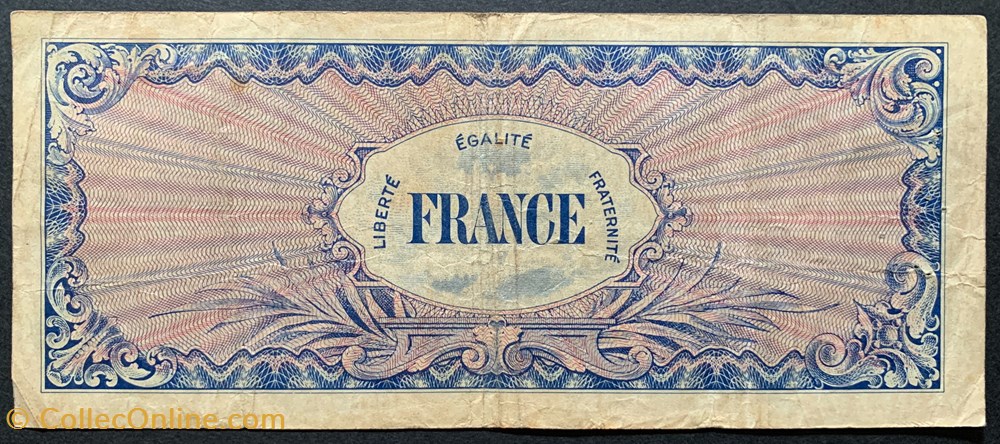 LIBERTÉ
ÉGALITÉ
FRATERNITÉ
FRANCE
© CollecOnline.com